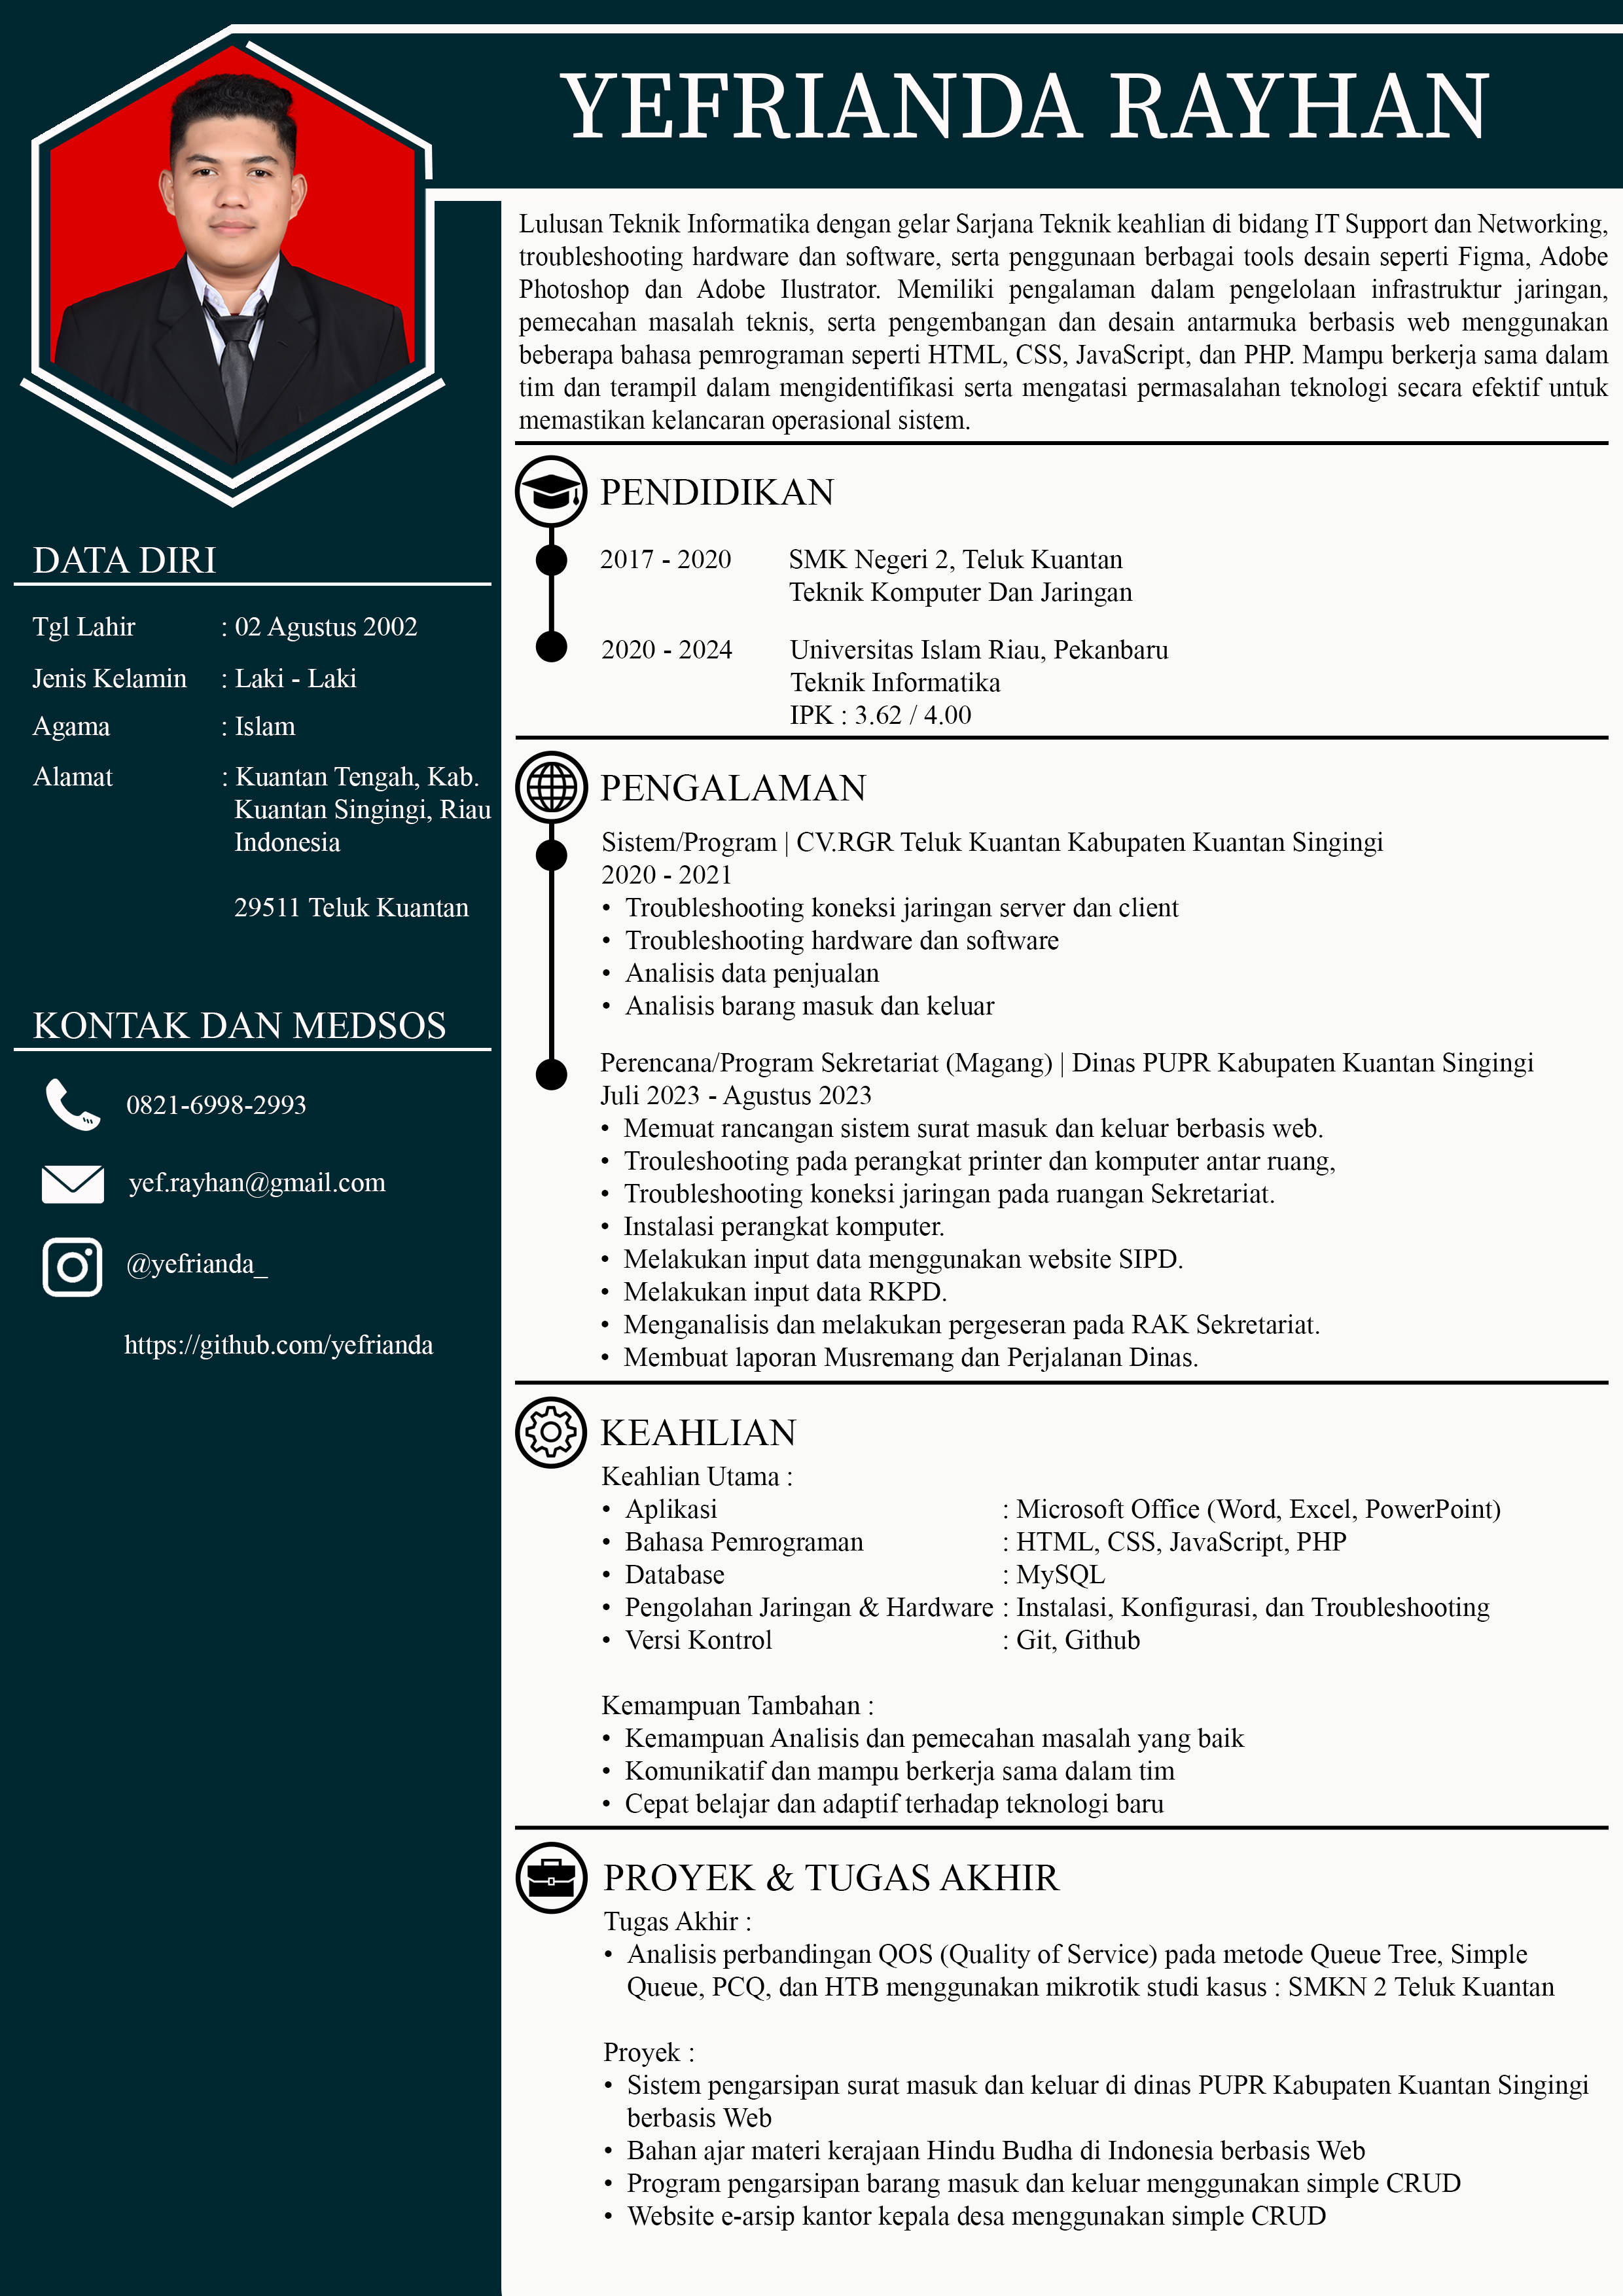 YEFRIANDA RAYHAN
Lulusan Teknik Informatika dengan gelar Sarjana Teknik keahlian di bidang IT Support dan Networking,
troubleshooting hardware dan software, serta penggunaan berbagai tools desain seperti Figma, Adobe
Photoshop dan Adobe Ilustrator. Memiliki pengalaman dalam pengelolaan infrastruktur jaringan,
pemecahan masalah teknis, serta pengembangan dan desain antarmuka berbasis web menggunakan
beberapa bahasa pemrograman seperti HTML, CSS, JavaScript, dan PHP. Mampu berkerja sama dalam
tim dan terampil dalam mengidentifikasi serta mengatasi permasalahan teknologi secara efektif untuk
memastikan kelancaran operasional sistem.
DATA DIRI
Tgl Lahir : 02 Agustus 2002
Jenis Kelamin : Laki - Laki
Agama : Islam
Alamat : Kuantan Tengah, Kab.
Kuantan Singingi, Riau
Indonesia
29511 Teluk Kuantan
KONTAK DAN MEDSOS
0821-6998-2993
yef.rayhan@gmail.com
@yefrianda_
https://github.com/yefrianda
PENDIDIKAN
2017 - 2020 SMK Negeri 2, Teluk Kuantan
Teknik Komputer Dan Jaringan
2020 - 2024 Universitas Islam Riau, Pekanbaru
Teknik Informatika
IPK : 3.62 / 4.00
PENGALAMAN
Sistem/Program | CV.RGR Teluk Kuantan Kabupaten Kuantan Singingi
2020 - 2021
• Troubleshooting koneksi jaringan server dan client
• Troubleshooting hardware dan software
• Analisis data penjualan
• Analisis barang masuk dan keluar
Perencana/Program Sekretariat (Magang) | Dinas PUPR Kabupaten Kuantan Singingi
Juli 2023 - Agustus 2023
• Memuat rancangan sistem surat masuk dan keluar berbasis web.
• Trouleshooting pada perangkat printer dan komputer antar ruang,
• Troubleshooting koneksi jaringan pada ruangan Sekretariat.
• Instalasi perangkat komputer.
• Melakukan input data menggunakan website SIPD.
• Melakukan input data RKPD.
• Menganalisis dan melakukan pergeseran pada RAK Sekretariat.
• Membuat laporan Musremang dan Perjalanan Dinas.
KEAHLIAN
Keahlian Utama :
• Aplikasi : Microsoft Office (Word, Excel, PowerPoint)
• Bahasa Pemrograman : HTML, CSS, JavaScript, PHP
• Database : MySQL
• Pengolahan Jaringan & Hardware : Instalasi, Konfigurasi, dan Troubleshooting
• Versi Kontrol : Git, Github
Kemampuan Tambahan :
• Kemampuan Analisis dan pemecahan masalah yang baik
• Komunikatif dan mampu berkerja sama dalam tim
• Cepat belajar dan adaptif terhadap teknologi baru
PROYEK & TUGAS AKHIR
Tugas Akhir :
• Analisis perbandingan QOS (Quality of Service) pada metode Queue Tree, Simple
Queue, PCQ, dan HTB menggunakan mikrotik studi kasus : SMKN 2 Teluk Kuantan
Proyek :
• Sistem pengarsipan surat masuk dan keluar di dinas PUPR Kabupaten Kuantan Singingi
berbasis Web
• Bahan ajar materi kerajaan Hindu Budha di Indonesia berbasis Web
• Program pengarsipan barang masuk dan keluar menggunakan simple CRUD
• Website e-arsip kantor kepala desa menggunakan simple CRUD